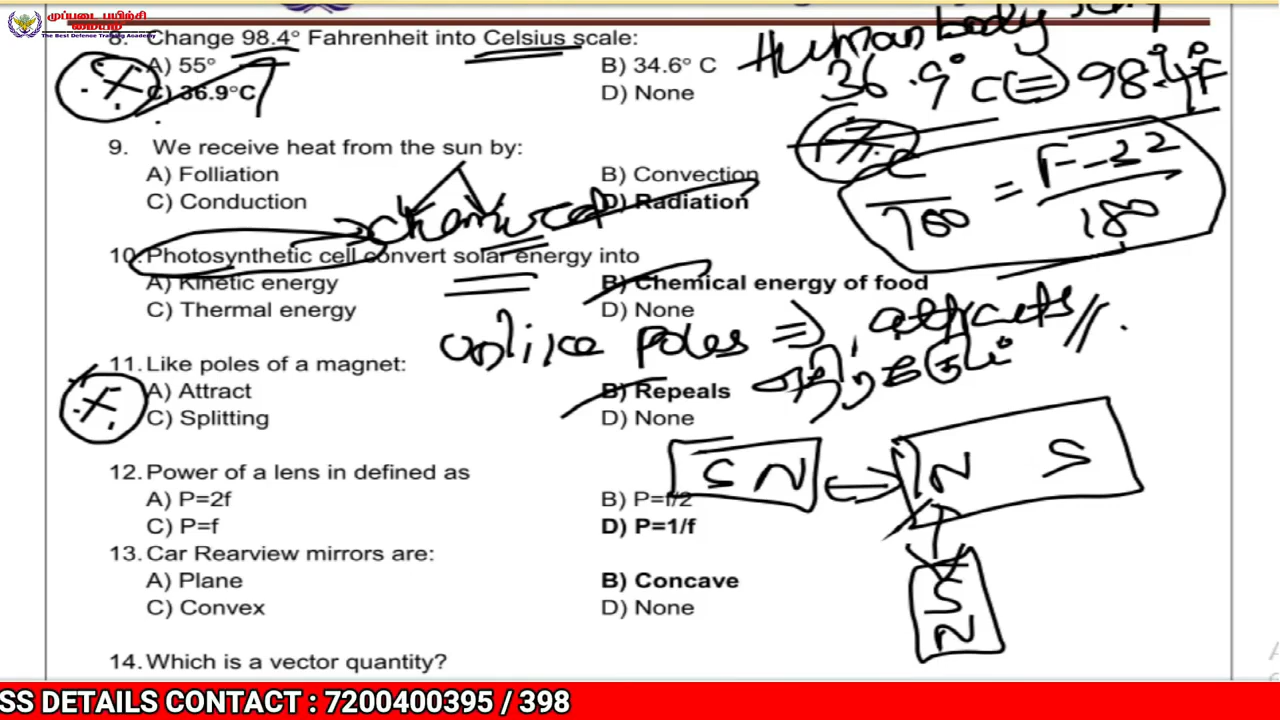 முப்படை பயிற்சி
மையம்
The Best Defense Training Academy
8. Change 98.4° Fahrenheit into Celsius scale:
A) 55° B) 34.6° C
C) 36.9°C D) None
Human body
36.9°C ⇒ 98.4°F
9. We receive heat from the sun by:
A) Folliation B) Convection
C) Conduction D) Radiation
C/100 = F-32/180
chemical
10. Photosynthetic cell convert solar energy into
A) Kinetic energy B) Chemical energy of food
C) Thermal energy D) None
unlike poles ⇒ attracts
11. Like poles of a magnet:
A) Attract B) Repeals
C) Splitting D) None
S N N S
12. Power of a lens in defined as
A) P=2f B) P=f/2
C) P=f D) P=1/f
13. Car Rearview mirrors are:
A) Plane B) Concave
C) Convex D) None
S
N
14. Which is a vector quantity?
SS DETAILS CONTACT : 7200400395 / 398